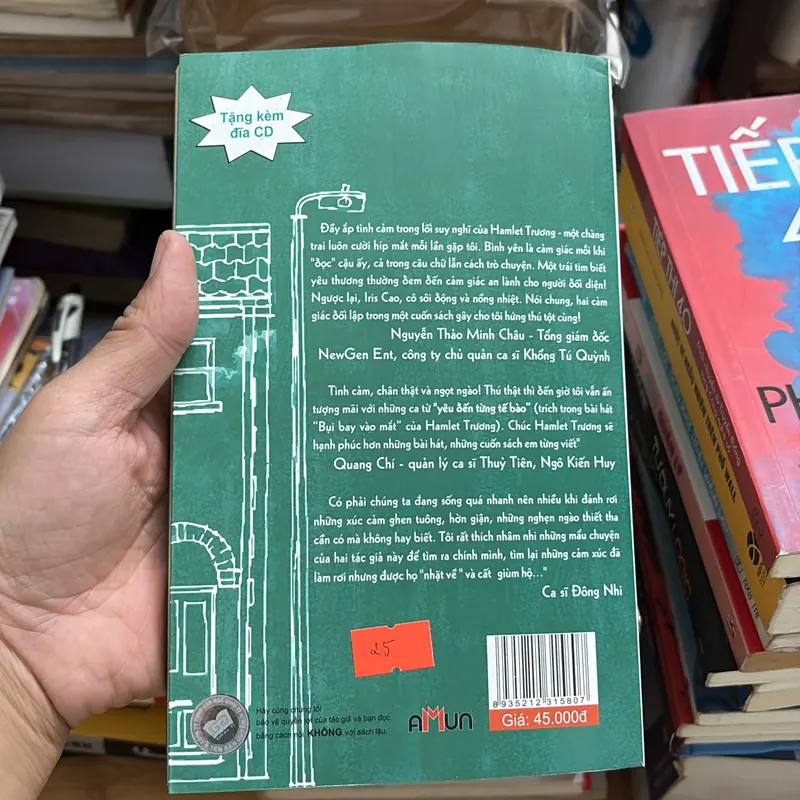 Tặng kèm
đĩa CD
Đầy ắp tình cảm trong lối suy nghĩ của Hamlet Trương - một chàng
trai luôn cười híp mắt mỗi lần gặp tôi. Bình yên là cảm giác mỗi khi
"đọc" cậu ấy, cả trong câu chữ lẫn cách trò chuyện. Một trái tim biết
yêu thương thường đem đến cảm giác an lành cho người đối diện!
Ngược lại, Iris Cao, cô sôi động và nồng nhiệt. Nói chung, hai cảm
giác đối lập trong một cuốn sách gây cho tôi hứng thú tột cùng!
Nguyễn Thảo Minh Châu - Tổng giám đốc
NewGen Ent, công ty chủ quản ca sĩ Khổng Tú Quỳnh
Tình cảm, chân thật và ngọt ngào! Thú thật thì đến giờ tôi vẫn ấn
tượng mãi với những ca từ "yêu đến từng tế bào" (trích trong bài hát
"Bụi bay vào mắt" của Hamlet Trương). Chúc Hamlet Trương sẽ
hạnh phúc hơn những bài hát, những cuốn sách em từng viết"
Quang Chí - quản lý ca sĩ Thuỷ Tiên, Ngô Kiến Huy
Có phải chúng ta đang sống quá nhanh nên nhiều khi đánh rơi
những xúc cảm ghen tuông, hờn giận, những nghẹn ngào thiết tha
cần có mà không hay biết. Tôi rất thích nhâm nhi những mẩu chuyện
của hai tác giả này để tìm ra chính mình, tìm lại những cảm xúc đã
làm rơi nhưng được họ "nhặt về" và cất giùm hộ..."
Ca sĩ Đông Nhi
25
8935212315807
Giá: 45.000đ
AMUN
Hãy cùng chúng tôi
bảo vệ quyền lợi của tác giả và bạn đọc
bằng cách nói KHÔNG với sách lậu.
TIẾP
4
PH
TIẾP THỊ 4.0
TƯ DUY LOGIC